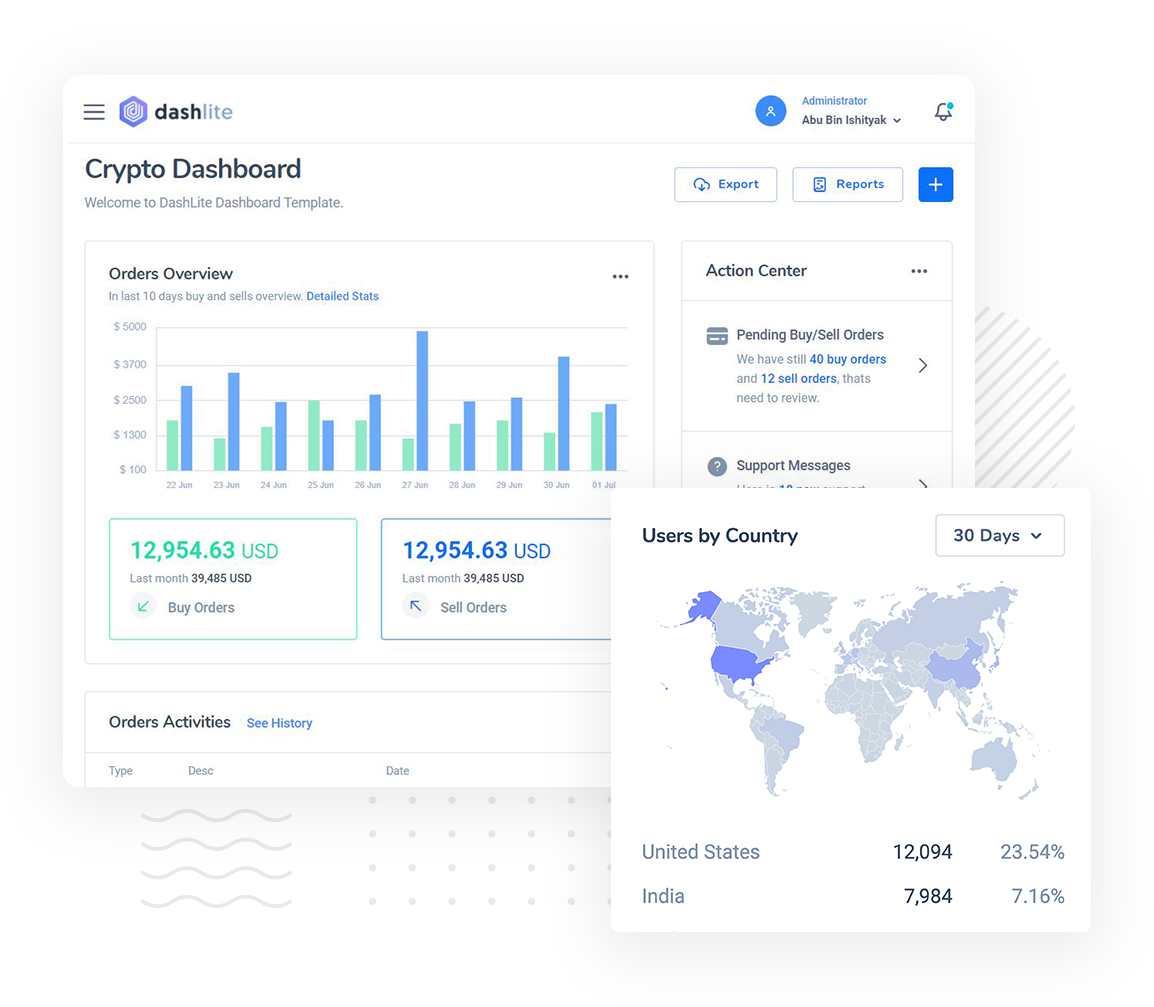 dashlite
Administrator
Abu Bin Ishityak
Crypto Dashboard
Welcome to DashLite Dashboard Template.
Export
Reports
Orders Overview
In last 10 days buy and sells overview. Detailed Stats
$ 5000
$ 3700
$ 2500
$ 1300
$ 100
22 Jun 23 Jun 24 Jun 25 Jun 26 Jun 27 Jun 28 Jun 29 Jun 30 Jun 01 Jul
12,954.63 USD
Last month 39,485 USD
Buy Orders
12,954.63 USD
Last month 39,485 USD
Sell Orders
Orders Activities See History
Type Desc Date
Action Center
Pending Buy/Sell Orders
We have still 40 buy orders
and 12 sell orders, thats
need to review.
Support Messages
Users by Country
30 Days
United States 12,094 23.54%
India 7,984 7.16%